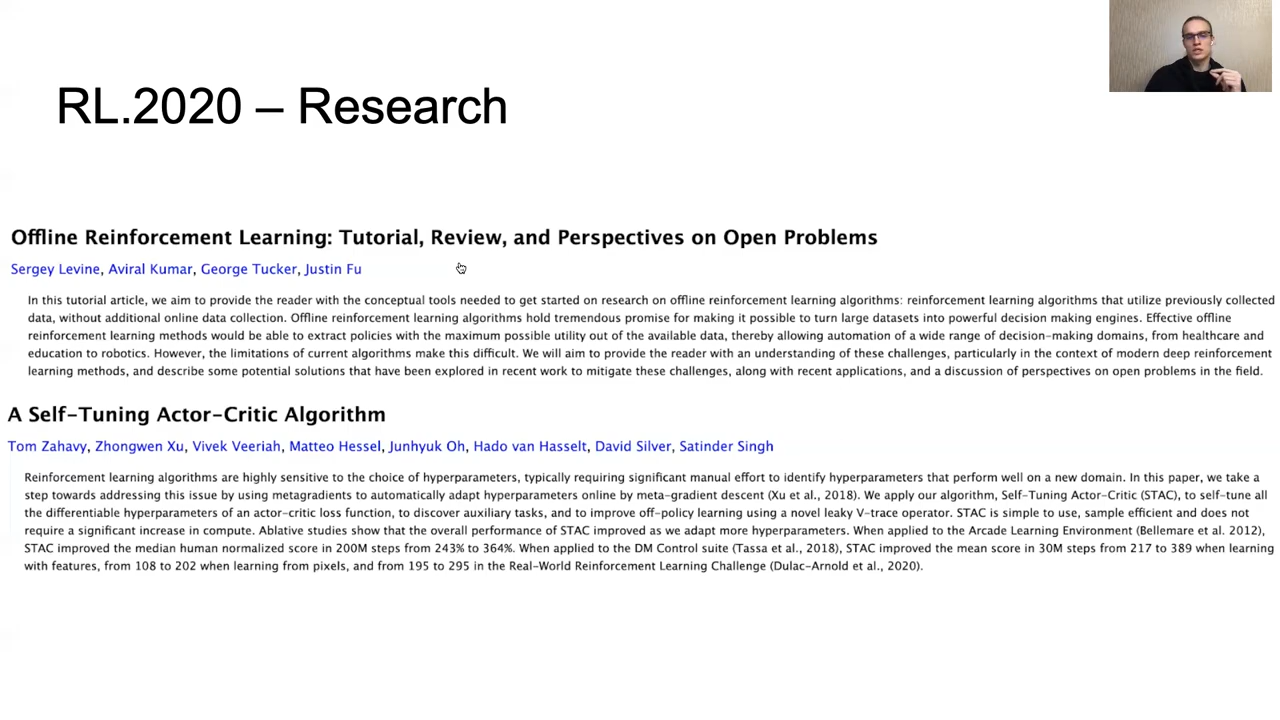 RL.2020 – Research
Offline Reinforcement Learning: Tutorial, Review, and Perspectives on Open Problems
Sergey Levine, Aviral Kumar, George Tucker, Justin Fu
In this tutorial article, we aim to provide the reader with the conceptual tools needed to get started on research on offline reinforcement learning algorithms: reinforcement learning algorithms that utilize previously collected
data, without additional online data collection. Offline reinforcement learning algorithms hold tremendous promise for making it possible to turn large datasets into powerful decision making engines. Effective offline
reinforcement learning methods would be able to extract policies with the maximum possible utility out of the available data, thereby allowing automation of a wide range of decision-making domains, from healthcare and
education to robotics. However, the limitations of current algorithms make this difficult. We will aim to provide the reader with an understanding of these challenges, particularly in the context of modern deep reinforcement
learning methods, and describe some potential solutions that have been explored in recent work to mitigate these challenges, along with recent applications, and a discussion of perspectives on open problems in the field.
A Self-Tuning Actor-Critic Algorithm
Tom Zahavy, Zhongwen Xu, Vivek Veeriah, Matteo Hessel, Junhyuk Oh, Hado van Hasselt, David Silver, Satinder Singh
Reinforcement learning algorithms are highly sensitive to the choice of hyperparameters, typically requiring significant manual effort to identify hyperparameters that perform well on a new domain. In this paper, we take a
step towards addressing this issue by using metagradients to automatically adapt hyperparameters online by meta-gradient descent (Xu et al., 2018). We apply our algorithm, Self-Tuning Actor-Critic (STAC), to self-tune all
the differentiable hyperparameters of an actor-critic loss function, to discover auxiliary tasks, and to improve off-policy learning using a novel leaky V-trace operator. STAC is simple to use, sample efficient and does not
require a significant increase in compute. Ablative studies show that the overall performance of STAC improved as we adapt more hyperparameters. When applied to the Arcade Learning Environment (Bellemare et al. 2012),
STAC improved the median human normalized score in 200M steps from 243% to 364%. When applied to the DM Control suite (Tassa et al., 2018), STAC improved the mean score in 30M steps from 217 to 389 when learning
with features, from 108 to 202 when learning from pixels, and from 195 to 295 in the Real-World Reinforcement Learning Challenge (Dulac-Arnold et al., 2020).